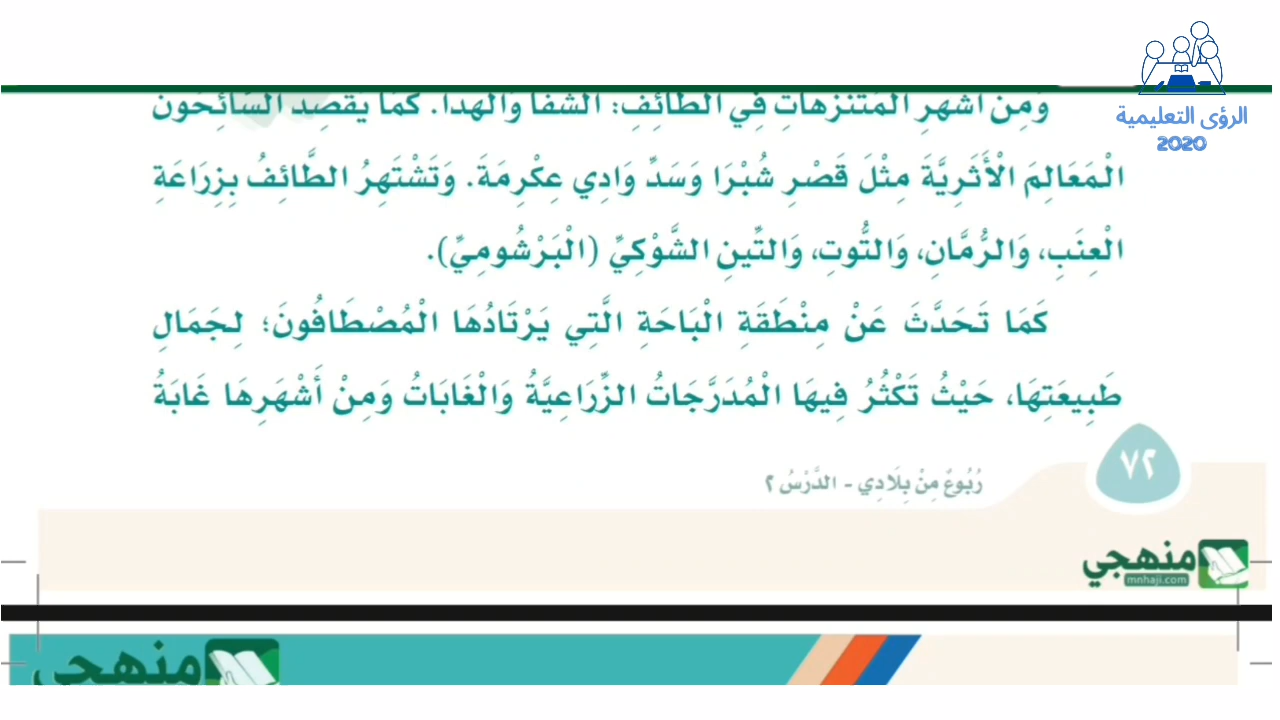 وَمِنْ أَشْهَرِ الْمُتَنَزَّهَاتِ فِي الطَّائِفِ: الشَّفَا وَالْهَدَا. كَمَا يَقْصِدُ السَّائِحُونَ
الْمَعَالِمَ الْأَثَرِيَّةَ مِثْلَ قَصْرِ شُبْرَا وَسَدِّ وَادِي عِكْرِمَةَ. وَتَشْتَهِرُ الطَّائِفُ بِزِرَاعَةِ
الْعِنَبِ، وَالرُّمَّانِ، وَالتُّوتِ، وَالتِّينِ الشَّوْكِيِّ (الْبَرْشُومِيِّ).
كَمَا تَحَدَّثَ عَنْ مِنْطَقَةِ الْبَاحَةِ الَّتِي يَرْتَادُهَا الْمُصْطَافُونَ؛ لِجَمَالِ
طَبِيعَتِهَا، حَيْثُ تَكْثُرُ فِيهَا الْمُدَرَّجَاتُ الزِّرَاعِيَّةُ وَالْغَابَاتُ وَمِنْ أَشْهَرِهَا غَابَةُ
٧٢
رُبُوعٌ مِنْ بِلَادِي - الدَّرْسُ ٢
الرؤى التعليمية
2020
منهجي
mnhaji.com
منهجي